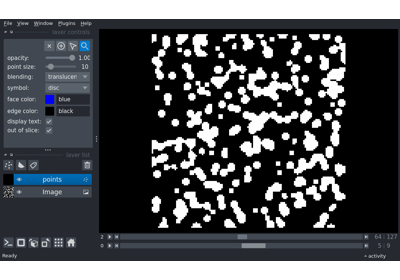 File View Window Plugins Help
layer controls
opacity: 1.00
point size: 10
blending: translucen
symbol: disc
face color: blue
edge color: black
display text:
out of slice:
layer list
points
Image
2 64 127
0 5 9
Ready activity